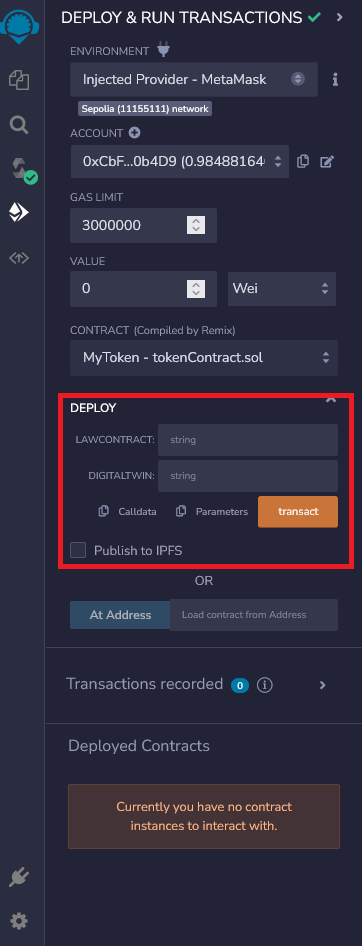 DEPLOY & RUN TRANSACTIONS
ENVIRONMENT
Injected Provider - MetaMask
Sepolia (11155111) network
ACCOUNT
0xCbF...0b4D9 (0.98488164
GAS LIMIT
3000000
VALUE
0 Wei
CONTRACT (Compiled by Remix)
MyToken - tokenContract.sol
DEPLOY
LAWCONTRACT: string
DIGITALTWIN: string
Calldata Parameters transact
Publish to IPFS
OR
At Address Load contract from Address
Transactions recorded 0 i
Deployed Contracts
Currently you have no contract
instances to interact with.